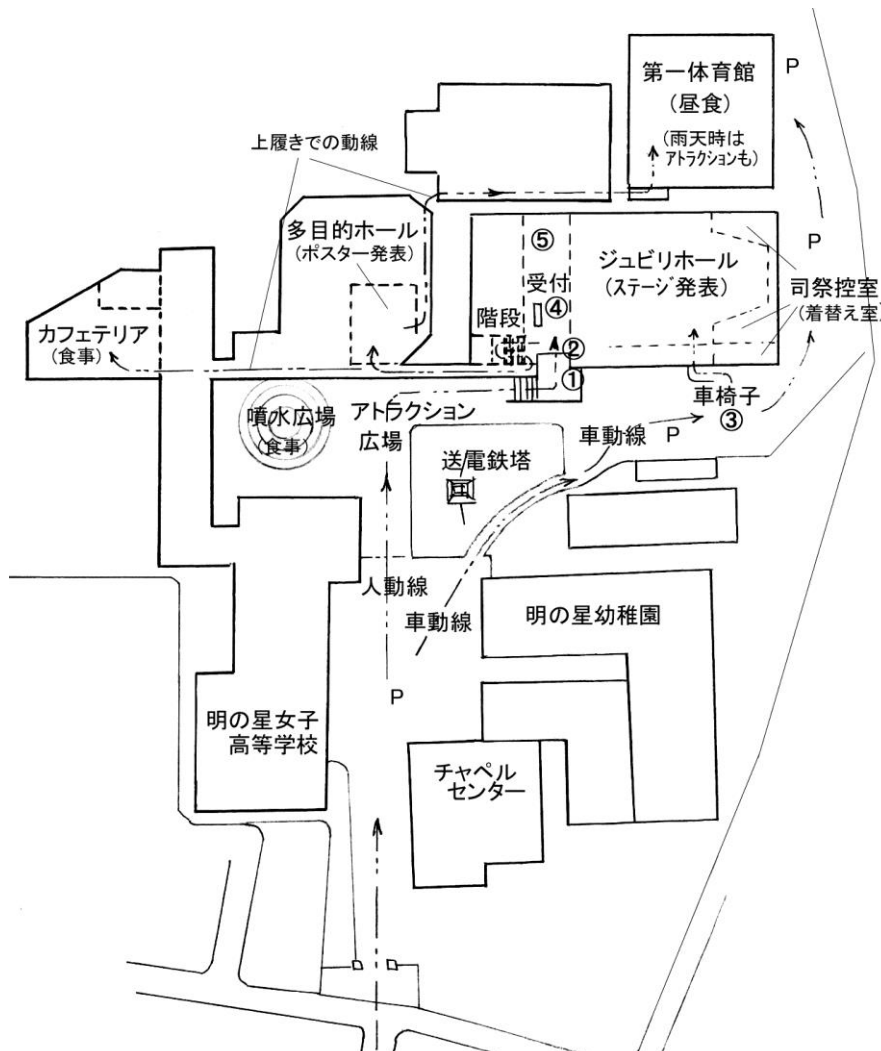 第一体育館
(昼食)
(雨天時は
アトラクションも)
P
上履きでの動線
多目的ホール
(ポスター発表)
⑤
受付
④
階段
②
①
ジュビリホール
(ステージ発表)
P
司祭控室
(着替え室)
カフェテリア
(食事)
車椅子
③
噴水広場
(食事)
アトラクション
広場
送電鉄塔
車動線
P
人動線
車動線
明の星幼稚園
P
明の星女子
高等学校
チャペル
センター